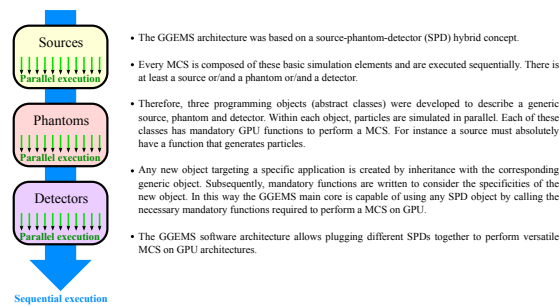 Sources
Parallel execution
Phantoms
Parallel execution
Detectors
Parallel execution
Sequential execution
• The GGEMS architecture was based on a source-phantom-detector (SPD) hybrid concept.
• Every MCS is composed of these basic simulation elements and are executed sequentially. There is
at least a source or/and a phantom or/and a detector.
• Therefore, three programming objects (abstract classes) were developed to describe a generic
source, phantom and detector. Within each object, particles are simulated in parallel. Each of these
classes has mandatory GPU functions to perform a MCS. For instance a source must absolutely
have a function that generates particles.
• Any new object targeting a specific application is created by inheritance with the corresponding
generic object. Subsequently, mandatory functions are written to consider the specificities of the
new object. In this way the GGEMS main core is capable of using any SPD object by calling the
necessary mandatory functions required to perform a MCS on GPU.
• The GGEMS software architecture allows plugging different SPDs together to perform versatile
MCS on GPU architectures.